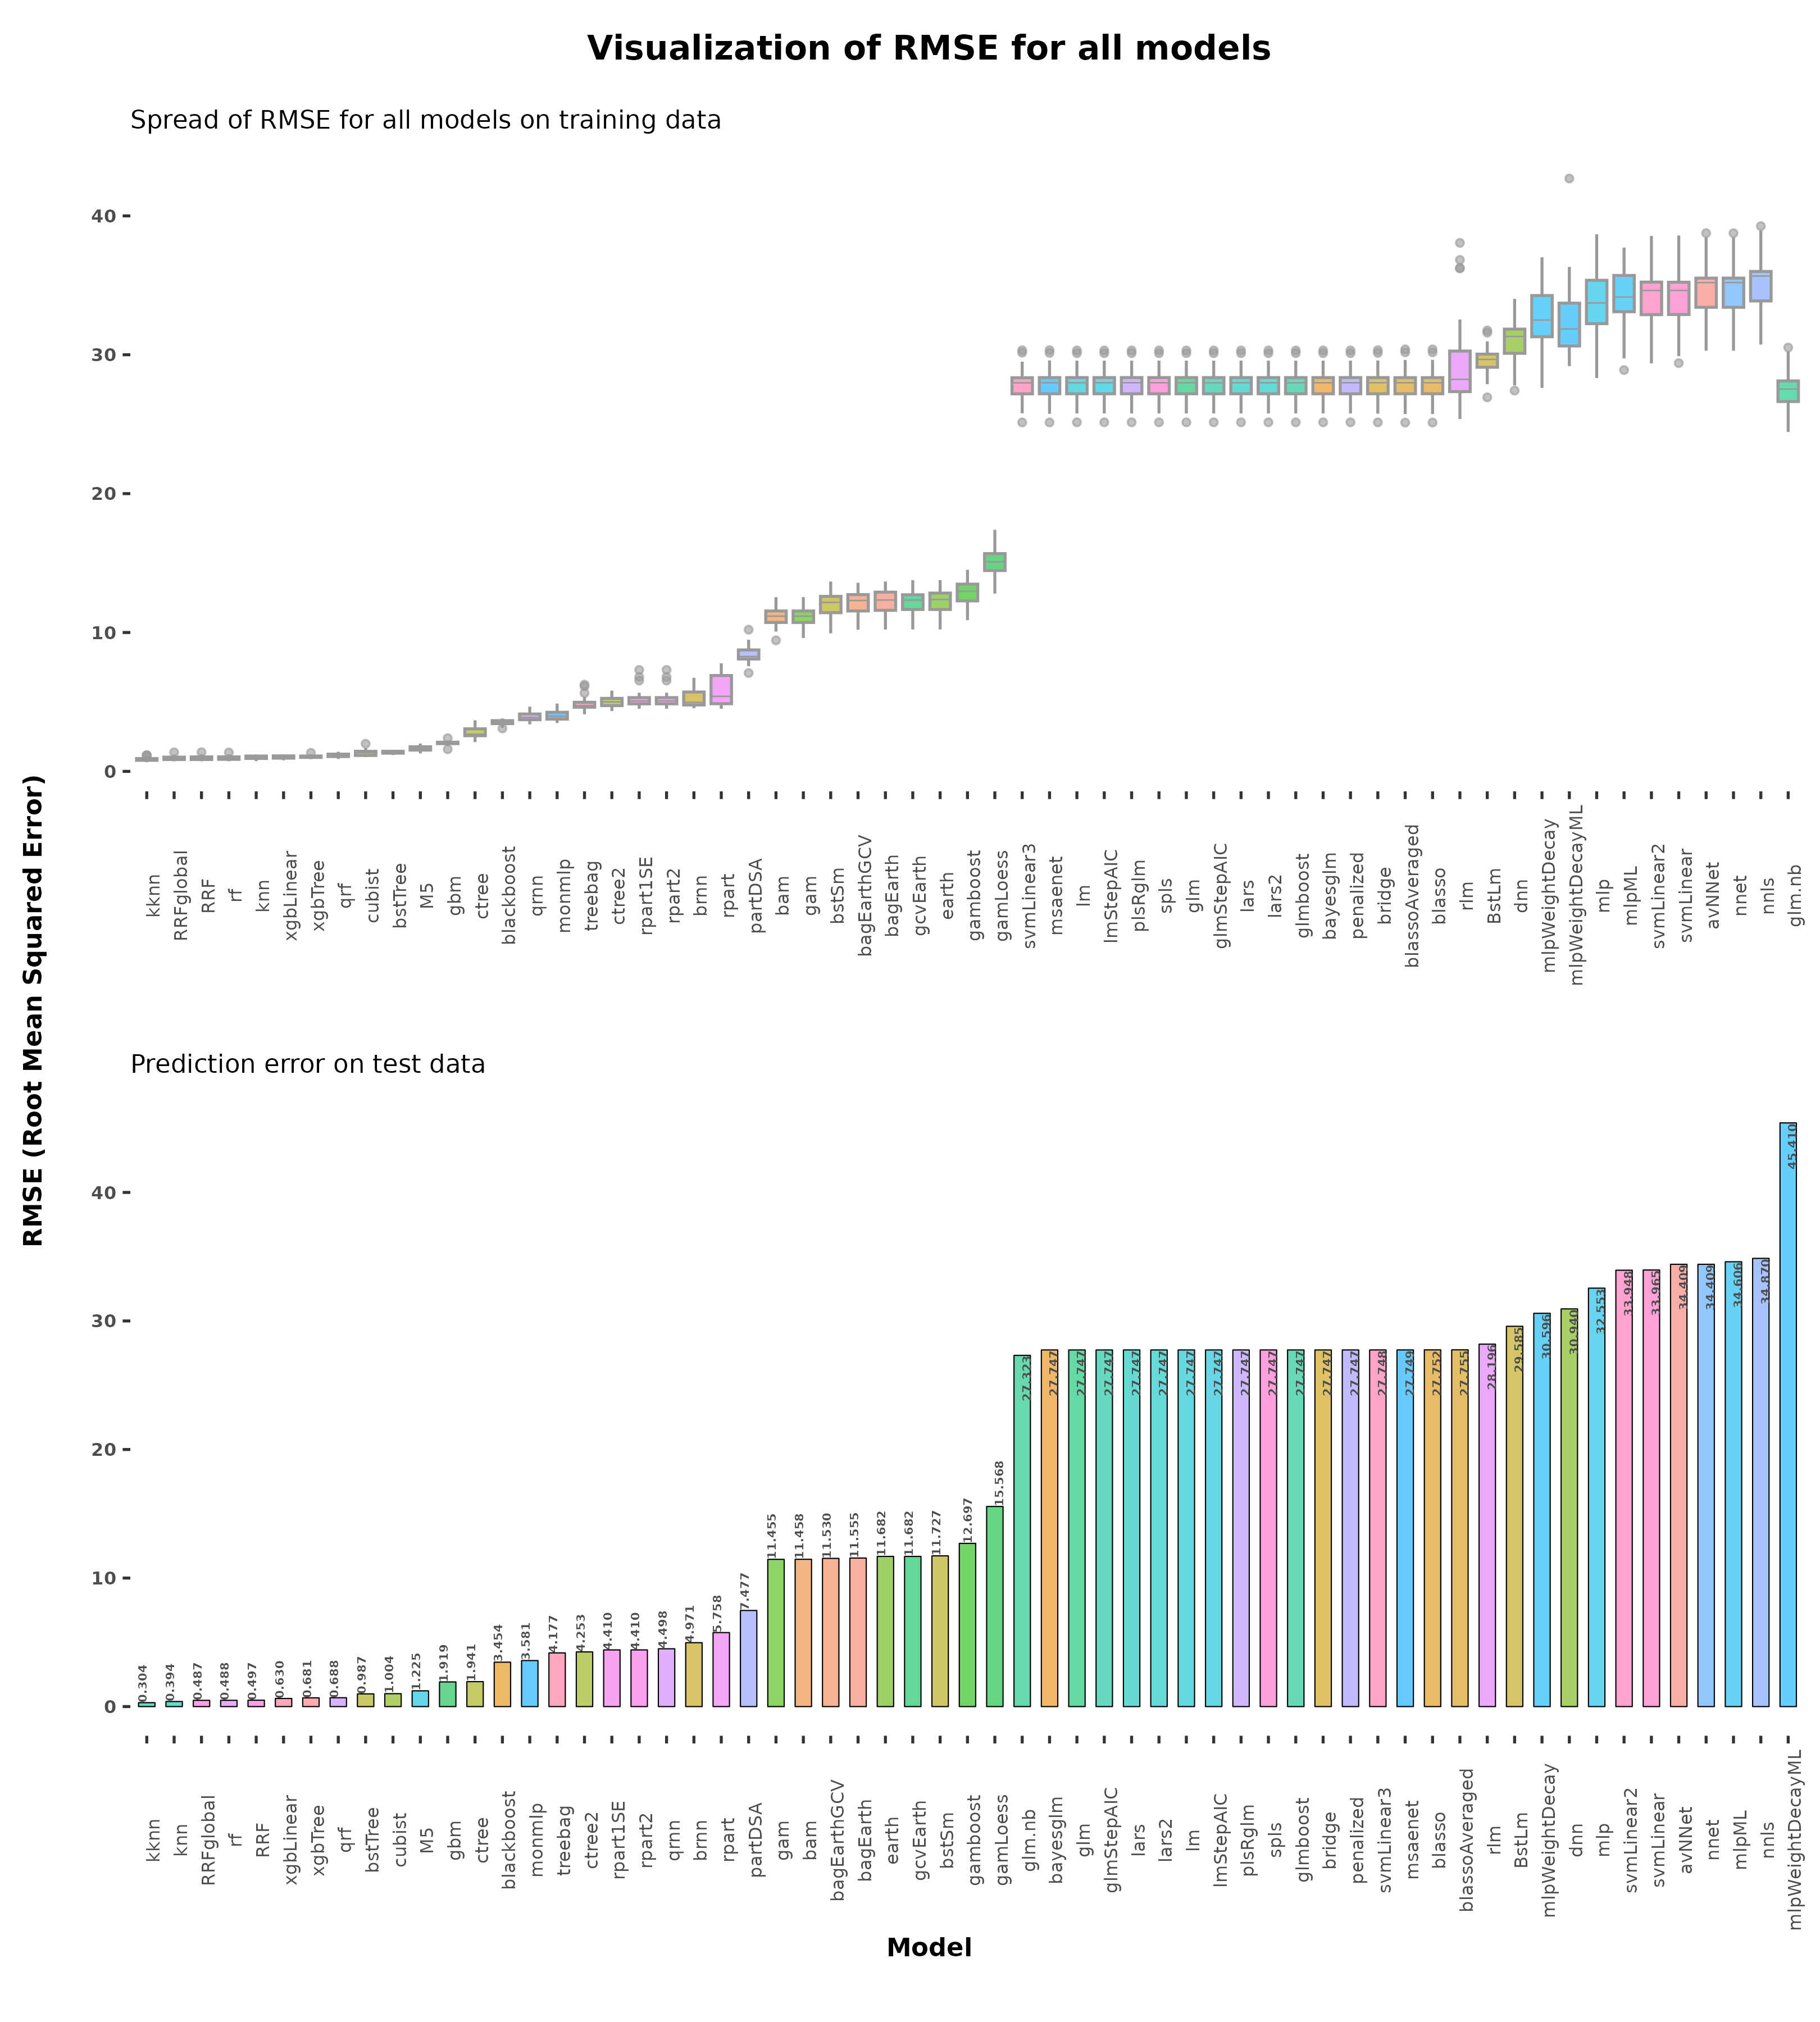 Visualization of RMSE for all models
Spread of RMSE for all models on training data
40
30
20
10
0
kknn
RRFglobal
RRF
rf
knn
xgbLinear
xgbTree
qrf
cubist
bstTree
M5
gbm
ctree
blackboost
qrnn
monmlp
treebag
ctree2
rpart1SE
rpart2
brnn
rpart
partDSA
bam
gam
bstSm
bagEarthGCV
bagEarth
gcvEarth
earth
gamboost
gamLoess
svmLinear3
msaenet
lm
lmStepAIC
plsRglm
spls
glm
glmStepAIC
lars
lars2
glmboost
bayesglm
penalized
bridge
blassoAveraged
blasso
rlm
BstLm
dnn
mlpWeightDecay
mlpWeightDecayML
mlp
mlpML
svmLinear2
svmLinear
avNNet
nnet
nnls
glm.nb
RMSE (Root Mean Squared Error)
Prediction error on test data
40
30
20
10
0
0.304
0.394
0.487
0.488
0.497
0.630
0.681
0.688
0.987
1.004
1.225
1.919
1.941
3.454
3.581
4.177
4.253
4.410
4.410
4.498
4.971
5.758
7.477
11.455
11.458
11.530
11.555
11.682
11.682
11.727
12.697
15.568
27.323
27.747
27.747
27.747
27.747
27.747
27.747
27.747
27.747
27.747
27.747
27.747
27.747
27.748
27.749
27.752
27.755
28.196
29.585
30.596
30.940
32.553
33.948
33.965
34.409
34.409
34.606
34.870
45.410
kknn
knn
RRFglobal
rf
RRF
xgbLinear
xgbTree
qrf
bstTree
cubist
M5
gbm
ctree
blackboost
monmlp
treebag
ctree2
rpart1SE
rpart2
qrnn
brnn
rpart
partDSA
gam
bam
bagEarthGCV
bagEarth
earth
gcvEarth
bstSm
gamboost
gamLoess
glm.nb
bayesglm
glm
glmStepAIC
lars
lars2
lm
lmStepAIC
plsRglm
spls
glmboost
bridge
penalized
svmLinear3
msaenet
blasso
blassoAveraged
rlm
BstLm
mlpWeightDecay
dnn
mlp
svmLinear2
svmLinear
avNNet
nnet
mlpML
nnls
mlpWeightDecayML
Model